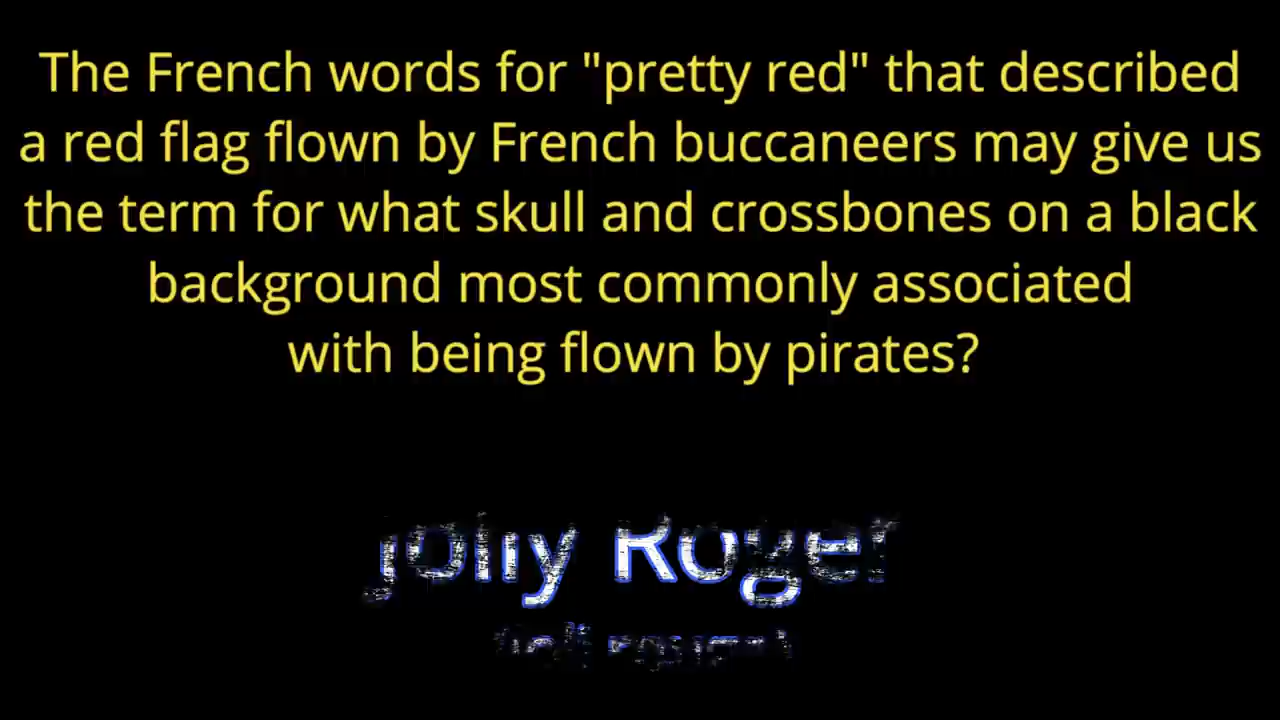 The French words for "pretty red" that described
a red flag flown by French buccaneers may give us
the term for what skull and crossbones on a black
background most commonly associated
with being flown by pirates?
Jolly Roger